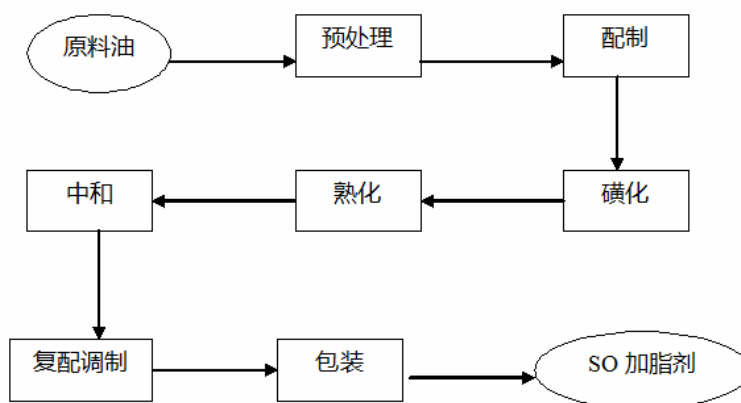 原料油
预处理
配制
磺化
熟化
中和
复配调制
包装
SO 加脂剂